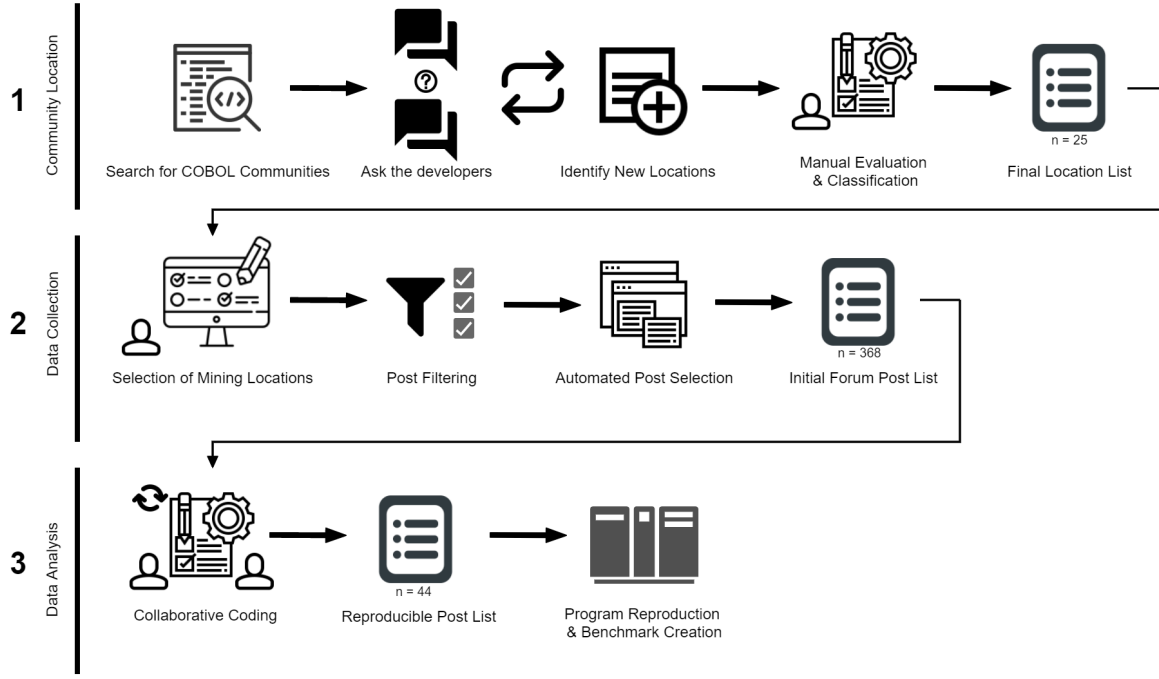 1
Community Location
?
</>
Search for COBOL Communities
Ask the developers
Identify New Locations
Manual Evaluation
& Classification
n = 25
Final Location List
2
Data Collection
Selection of Mining Locations
Post Filtering
Automated Post Selection
n = 368
Initial Forum Post List
3
Data Analysis
Collaborative Coding
n = 44
Reproducible Post List
Program Reproduction
& Benchmark Creation